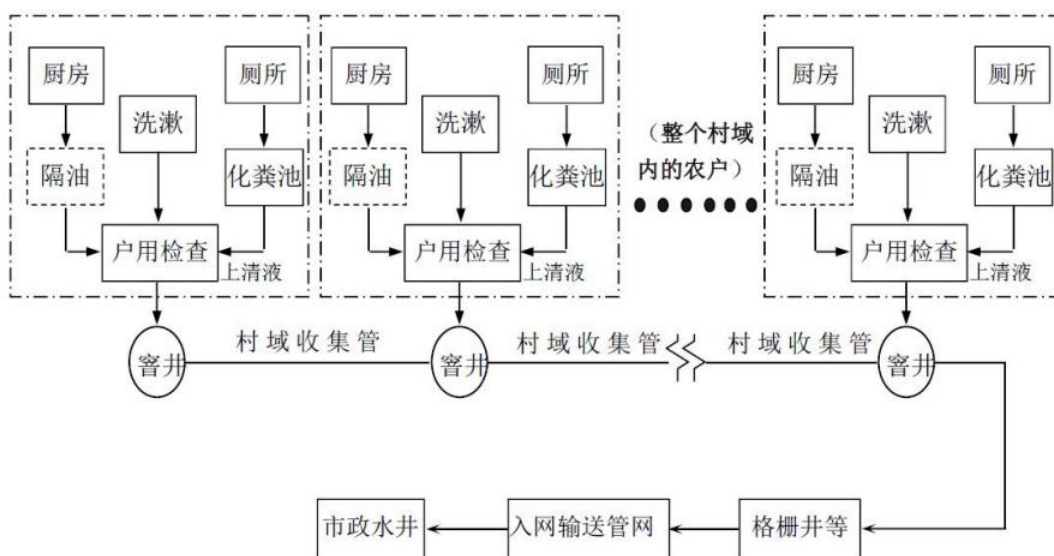 厨房
厕所
洗漱
隔油
化粪池
户用检查
上清液
厨房
厕所
洗漱
隔油
化粪池
户用检查
上清液
（整个村域
内的农户）
厨房
厕所
洗漱
隔油
化粪池
户用检查
上清液
窨井
村域收集管
窨井
村域收集管
村域收集管
窨井
市政水井
入网输送管网
格栅井等